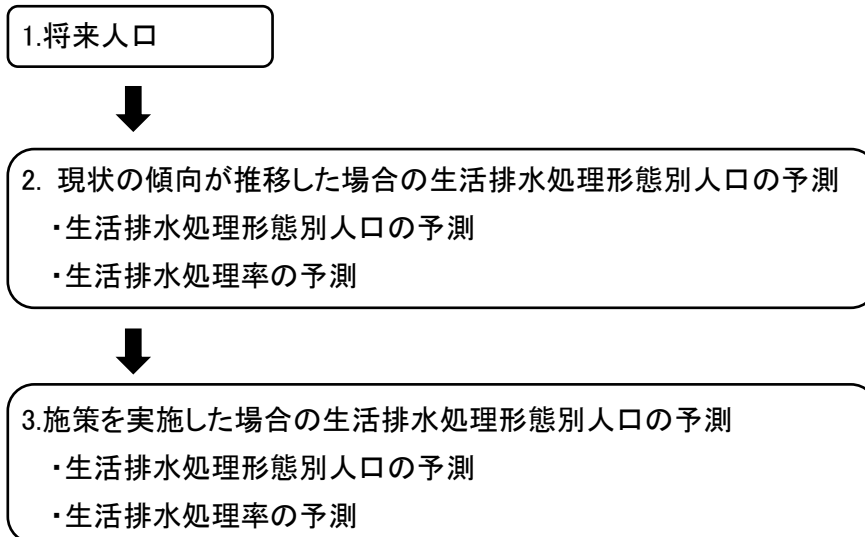 1.将来人口
2. 現状の傾向が推移した場合の生活排水処理形態別人口の予測
・生活排水処理形態別人口の予測
・生活排水処理率の予測
3.施策を実施した場合の生活排水処理形態別人口の予測
・生活排水処理形態別人口の予測
・生活排水処理率の予測